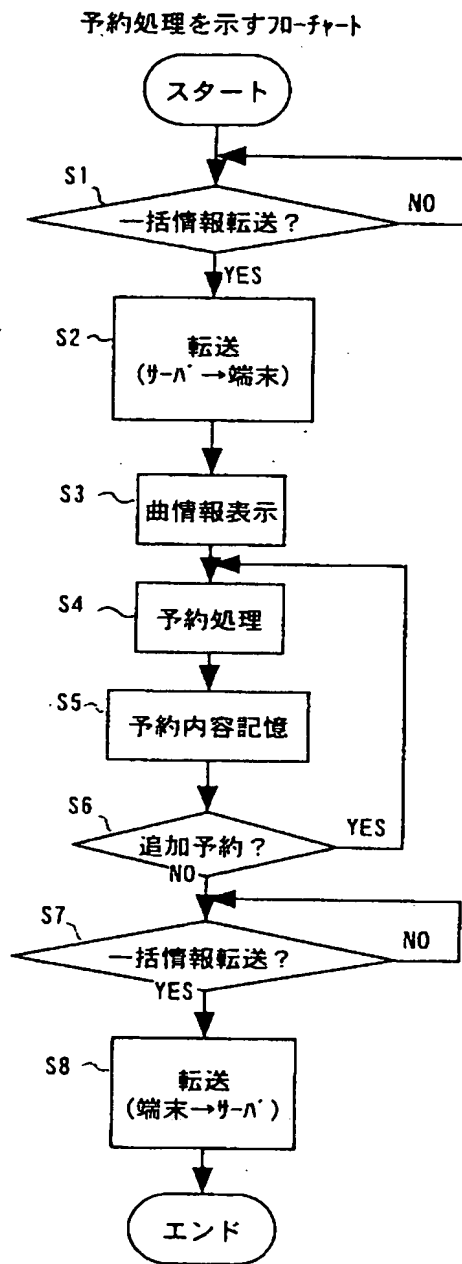 予約処理を示すフローチャート
スタート
S1
一括情報転送？
NO
YES
S2
転送
(サーバ→端末)
S3
曲情報表示
S4
予約処理
S5
予約内容記憶
S6
追加予約？
YES
NO
S7
一括情報転送？
NO
YES
S8
転送
(端末→サーバ)
エンド